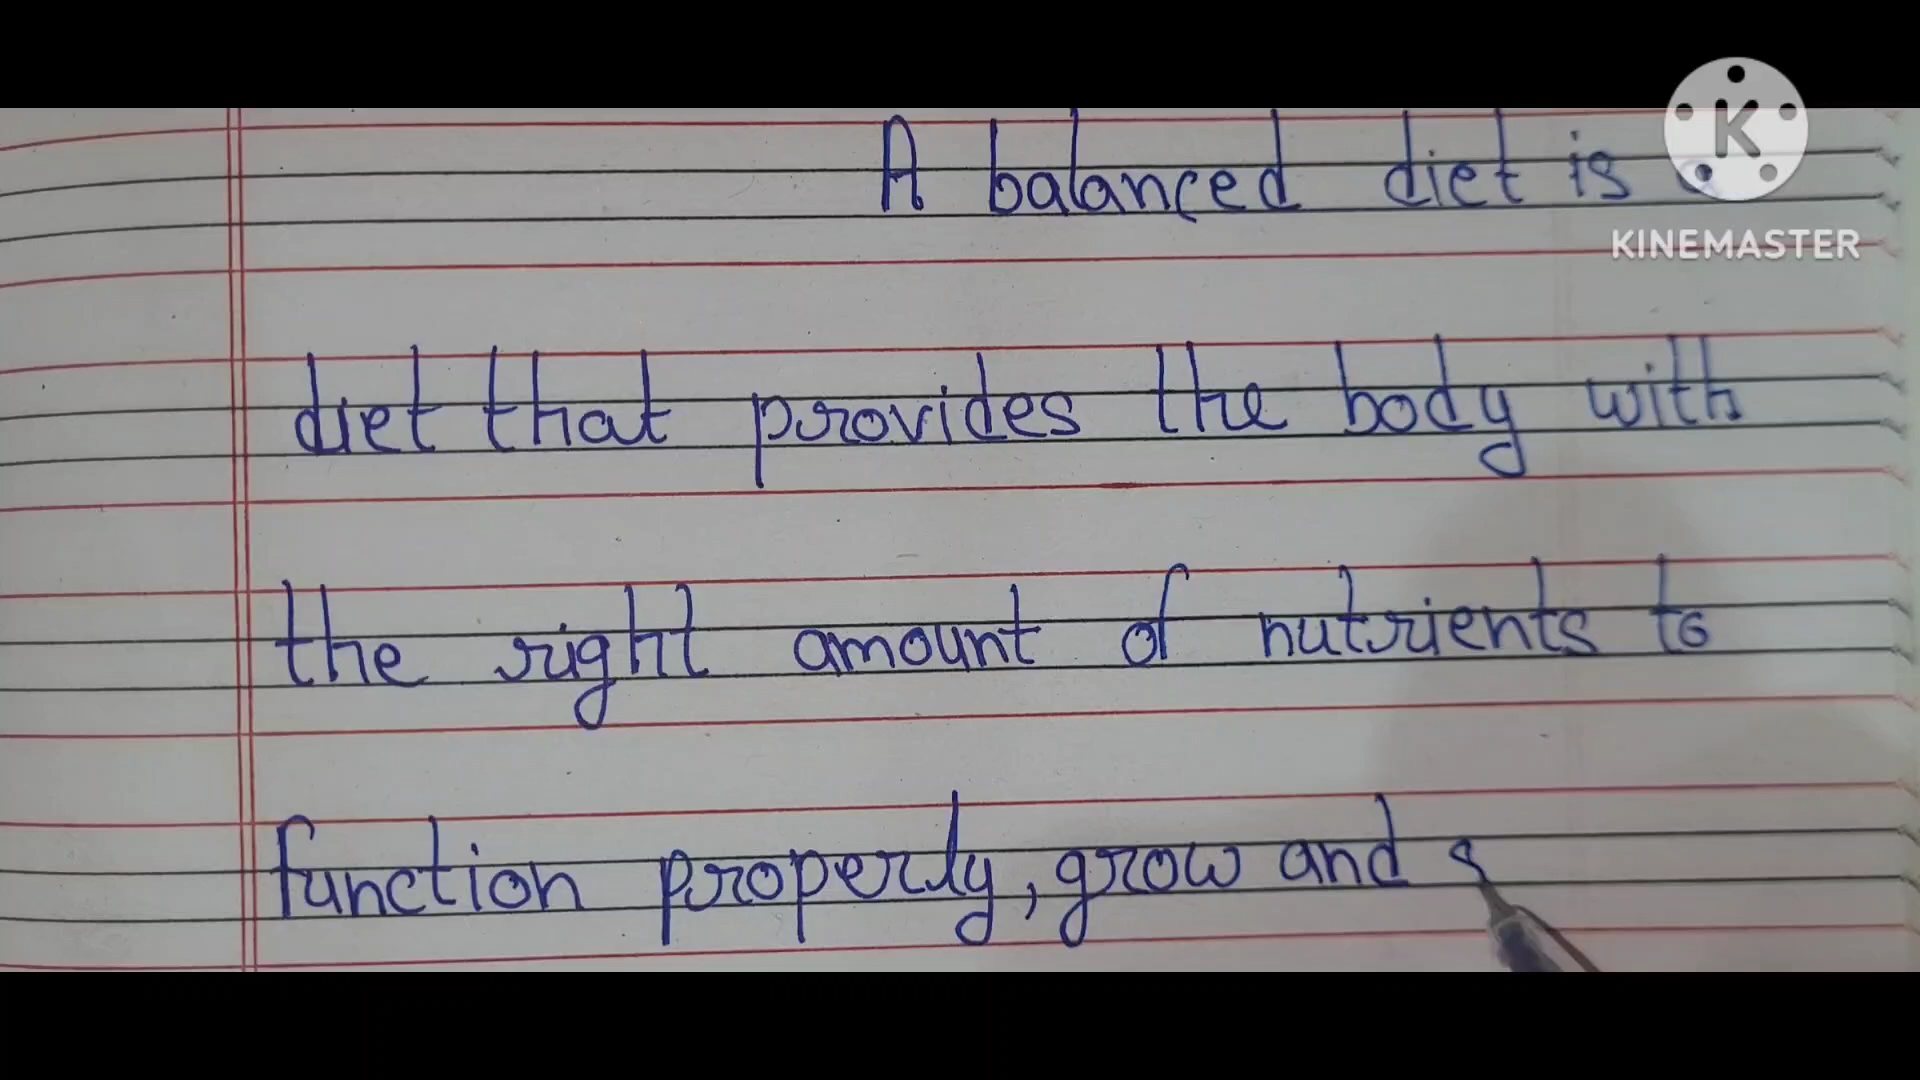 A balanced diet is a
KINEMASTER
diet that provides the body with
the right amount of nutrients to
function properly, grow and s